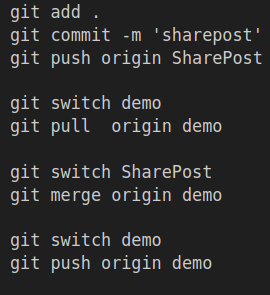 git add .
git commit -m 'sharepost'
git push origin SharePost

git switch demo
git pull  origin demo

git switch SharePost
git merge origin demo

git switch demo
git push origin demo